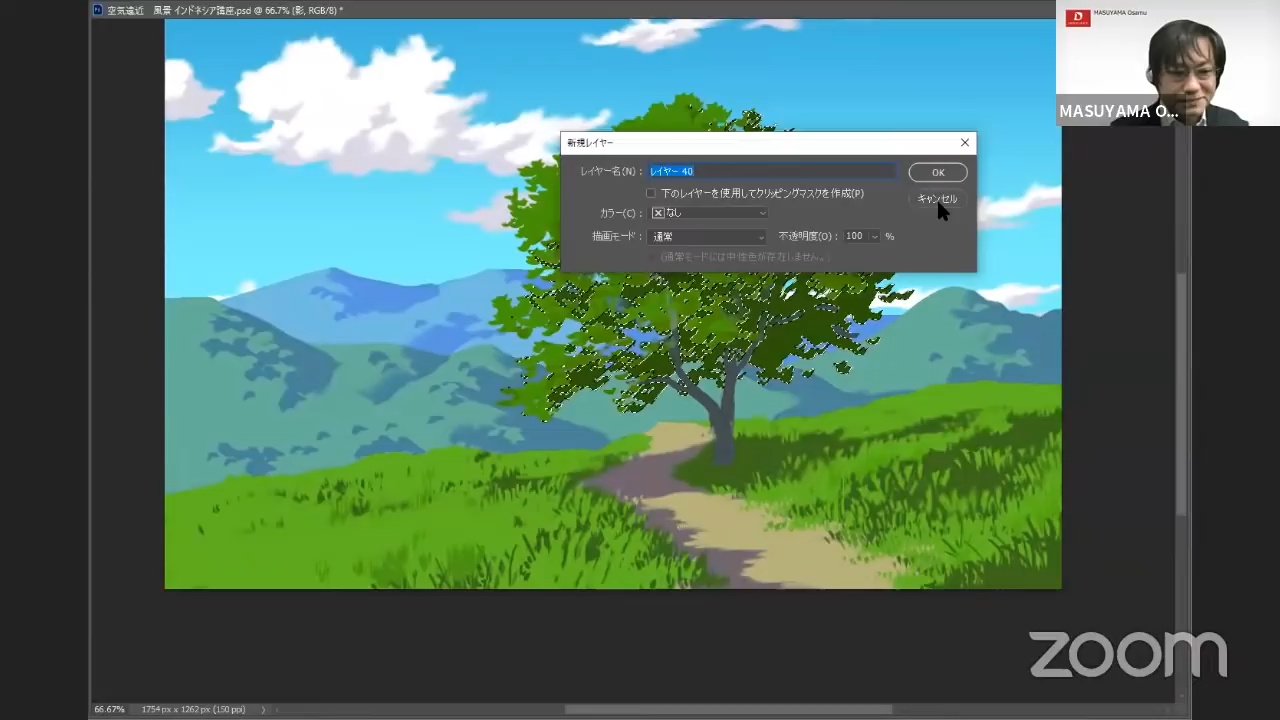 空気遠近　風景 インドネシア講座.psd @ 66.7% (影, RGB/8) *
D
MASUYAMA Osamu
MASUYAMA O...
新規レイヤー
レイヤー名(N) : レイヤー 40
OK
下のレイヤーを使用してクリッピングマスクを作成(P)
キャンセル
カラー(C) : なし
描画モード : 通常 不透明度(O) : 100 %
(通常モードには中性色が存在しません。)
zoom
66.67% 1754 px x 1262 px (150 ppi)